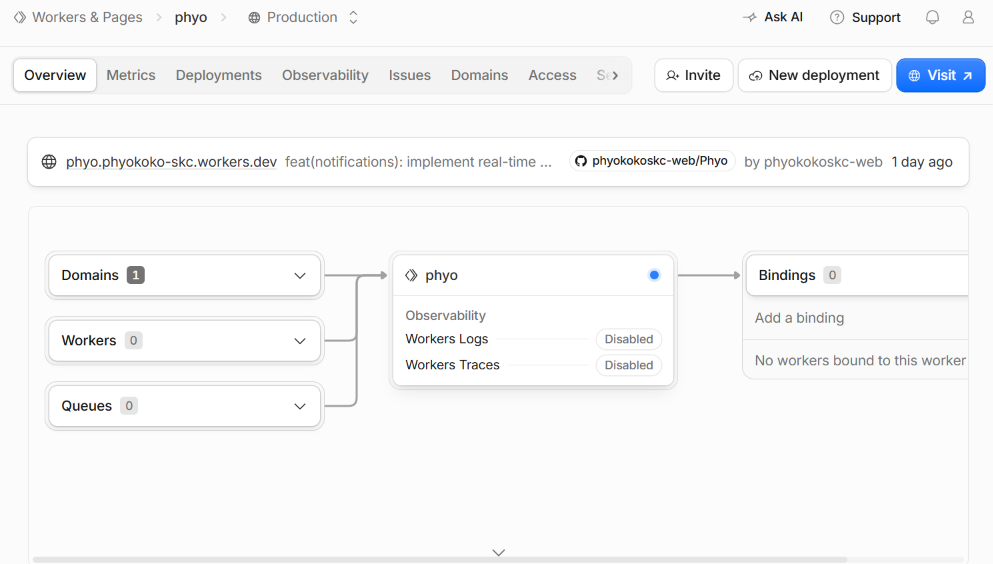 Workers & Pages > phyo > Production
Ask AI Support
Overview Metrics Deployments Observability Issues Domains Access
Invite New deployment Visit
phyo.phyokoko-skc.workers.dev feat(notifications): implement real-time ... phyokokoskc-web/Phyo by phyokokoskc-web 1 day ago
Domains 1
phyo
Bindings 0
Observability
Add a binding
Workers 0
Workers Logs Disabled
No workers bound to this worker
Workers Traces Disabled
Queues 0